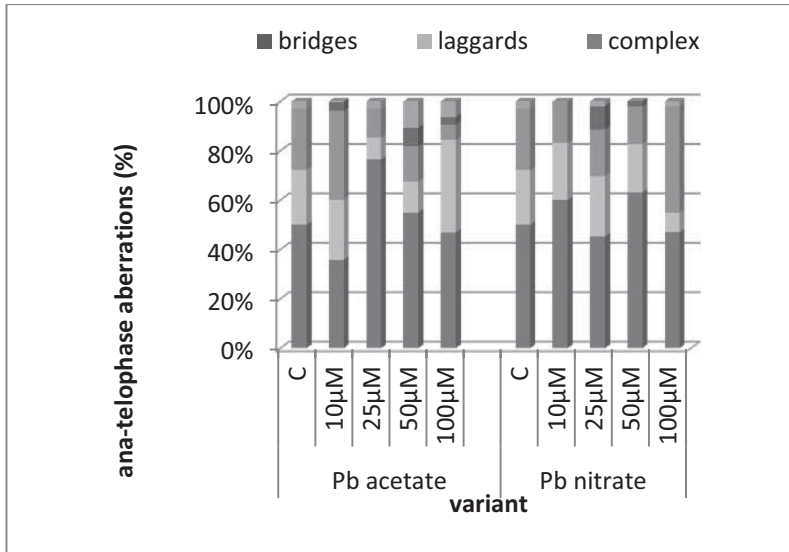 bridges laggards complex
ana-telophase aberrations (%)
100%
80%
60%
40%
20%
0%
C 10µM 25µM 50µM 100µM C 10µM 25µM 50µM 100µM
Pb acetate Pb nitrate
variant